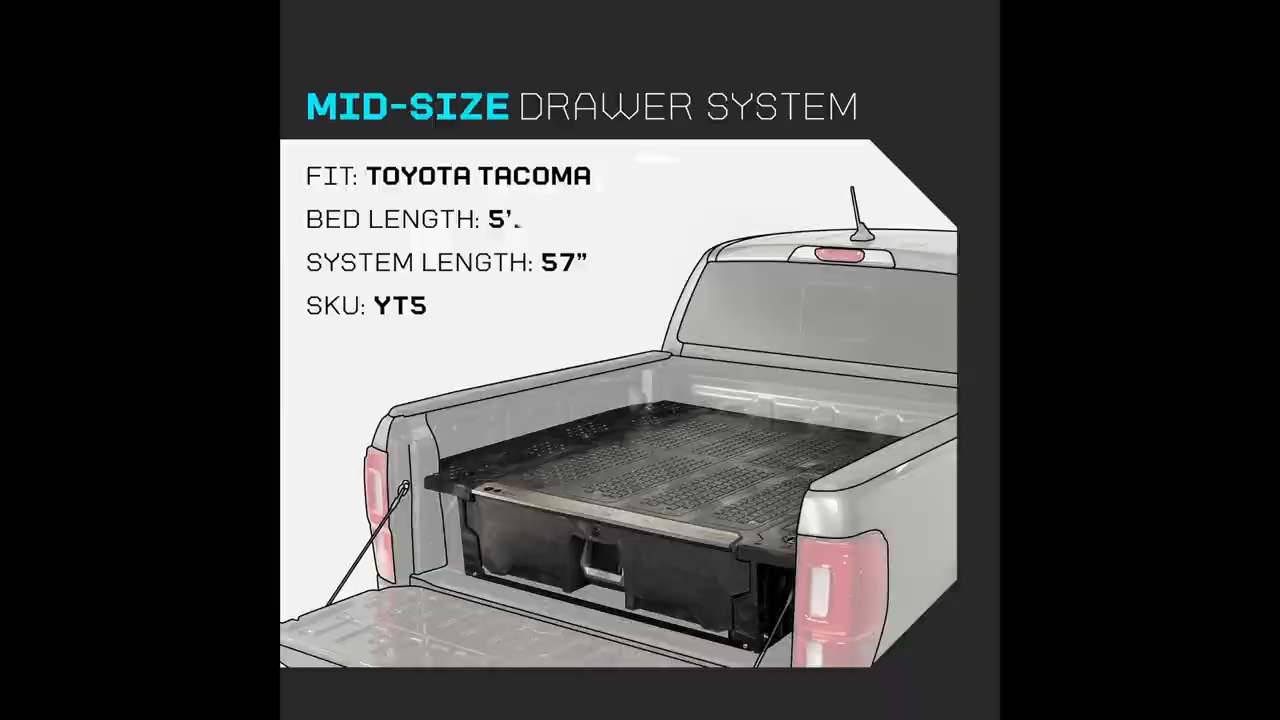 MID-SIZE DRAWER SYSTEM
FIT: TOYOTA TACOMA
BED LENGTH: 5’
SYSTEM LENGTH: 57”
SKU: YT5